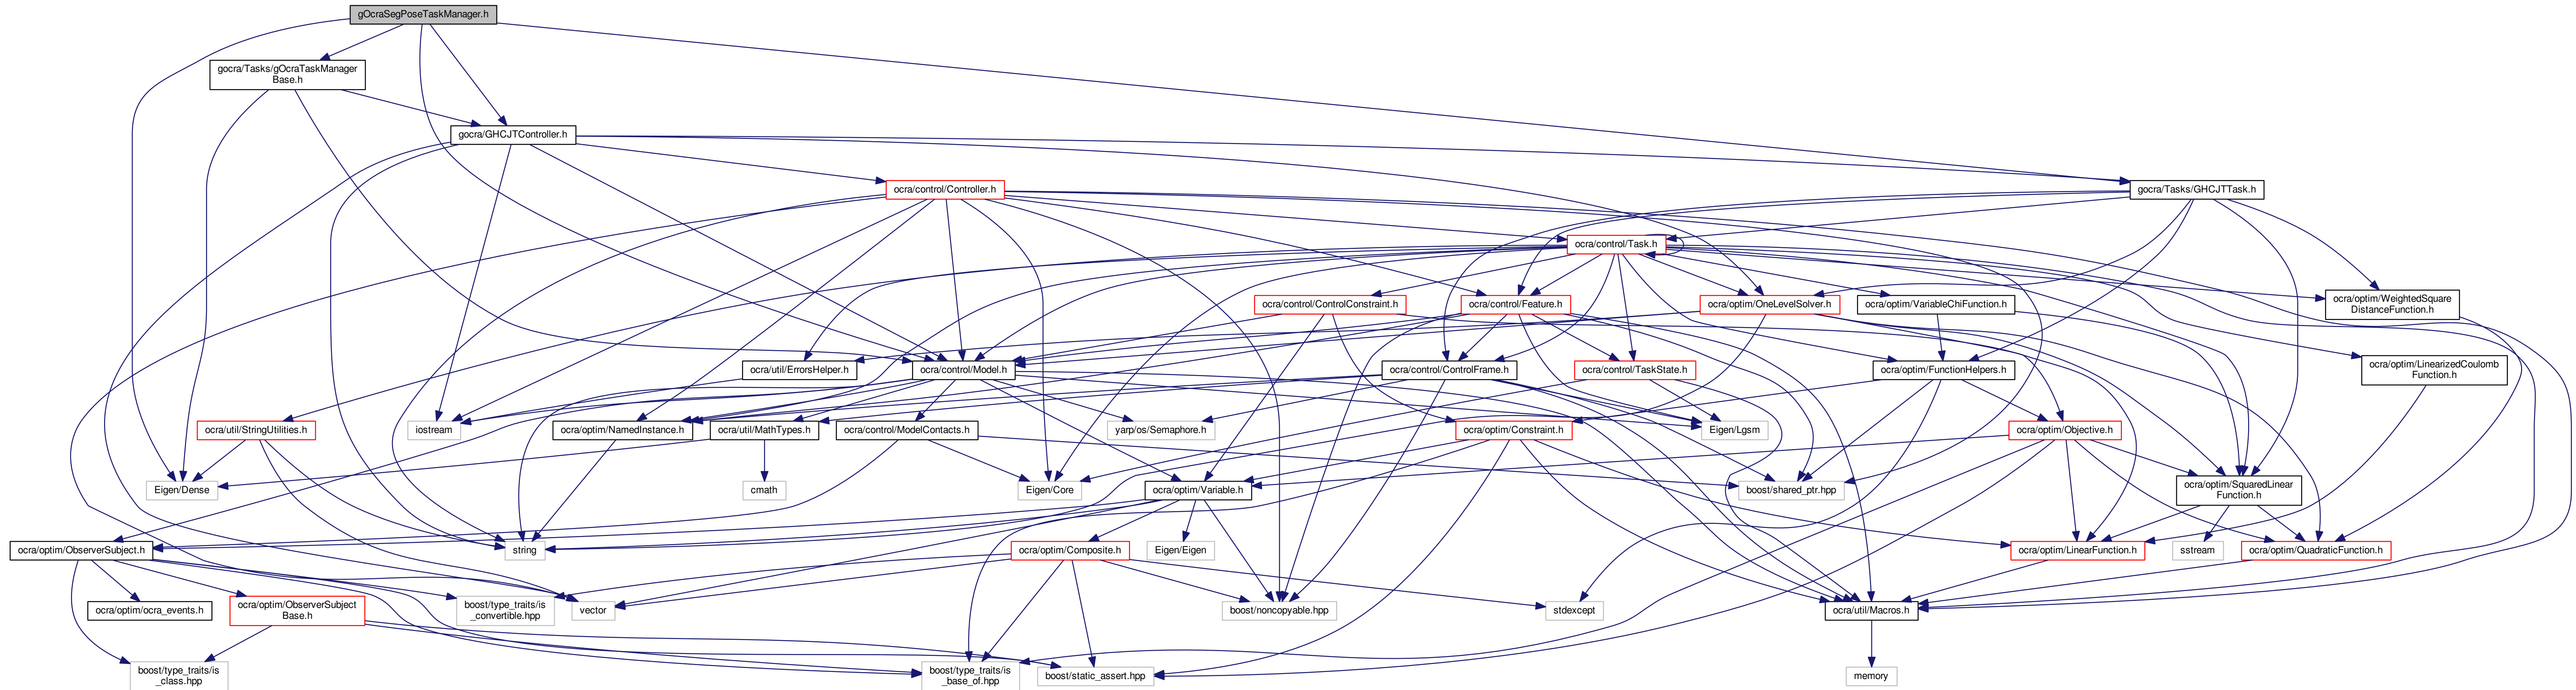 gOcraSegPoseTaskManager.h
gocra/Tasks/gOcraTaskManager
Base.h
gocra/GHCJTController.h
ocra/control/Controller.h
gocra/Tasks/GHCJTTask.h
ocra/control/Task.h
ocra/control/ControlConstraint.h
ocra/control/Feature.h
ocra/optim/OneLevelSolver.h
ocra/optim/VariableChiFunction.h
ocra/optim/WeightedSquare
DistanceFunction.h
ocra/util/ErrorsHelper.h
ocra/control/Model.h
ocra/control/ControlFrame.h
ocra/control/TaskState.h
ocra/optim/FunctionHelpers.h
ocra/optim/LinearizedCoulomb
Function.h
ocra/util/StringUtilities.h
iostream
ocra/optim/NamedInstance.h
ocra/util/MathTypes.h
ocra/control/ModelContacts.h
yarp/os/Semaphore.h
ocra/optim/Constraint.h
Eigen/Lgsm
ocra/optim/Objective.h
Eigen/Dense
cmath
Eigen/Core
ocra/optim/Variable.h
boost/shared_ptr.hpp
ocra/optim/SquaredLinear
Function.h
ocra/optim/ObserverSubject.h
string
ocra/optim/Composite.h
Eigen/Eigen
ocra/optim/LinearFunction.h
sstream
ocra/optim/QuadraticFunction.h
ocra/optim/ocra_events.h
ocra/optim/ObserverSubject
Base.h
boost/type_traits/is
_convertible.hpp
vector
boost/noncopyable.hpp
stdexcept
ocra/util/Macros.h
boost/type_traits/is
_class.hpp
boost/type_traits/is
_base_of.hpp
boost/static_assert.hpp
memory